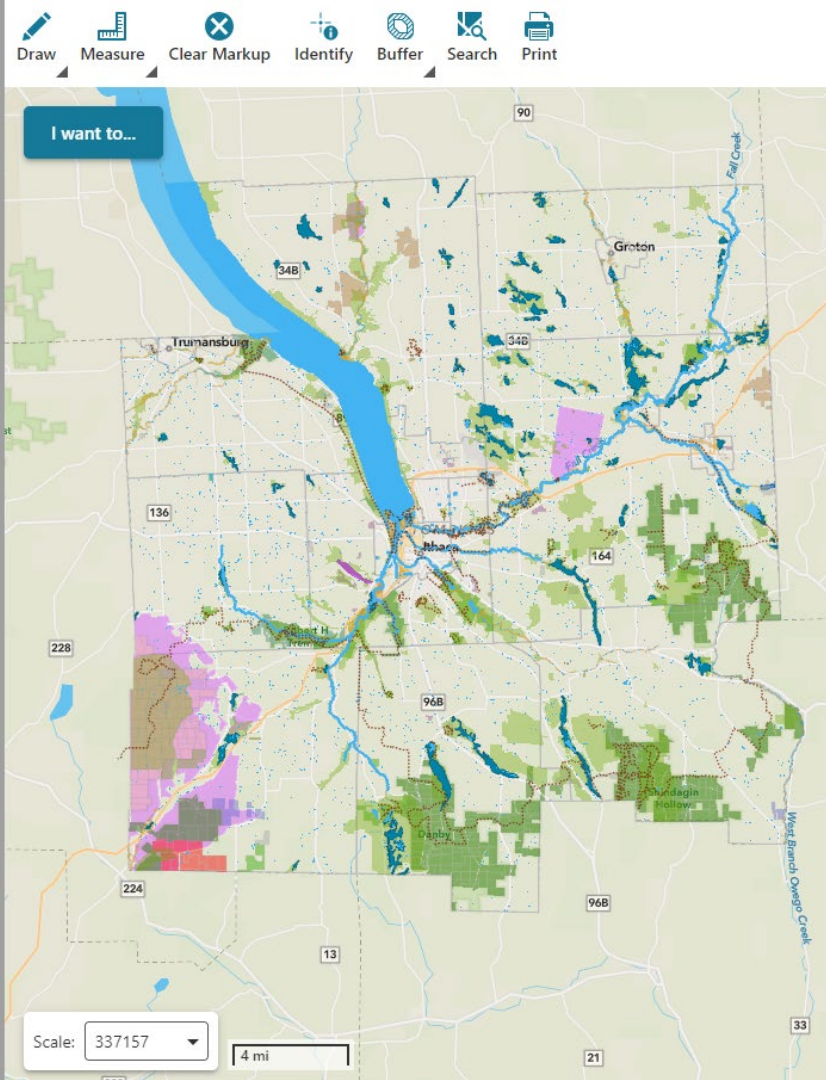 Draw
Measure
Clear Markup
Identify
Buffer
Search
Print
I want to...
90
Fall Creek
Groton
34B
Trumansburg
34B
136
Ithaca
164
228
96B
Shindagin
Hollow
Danby
West Branch Owego Creek
224
96B
13
33
Scale:
337157
4 mi
21